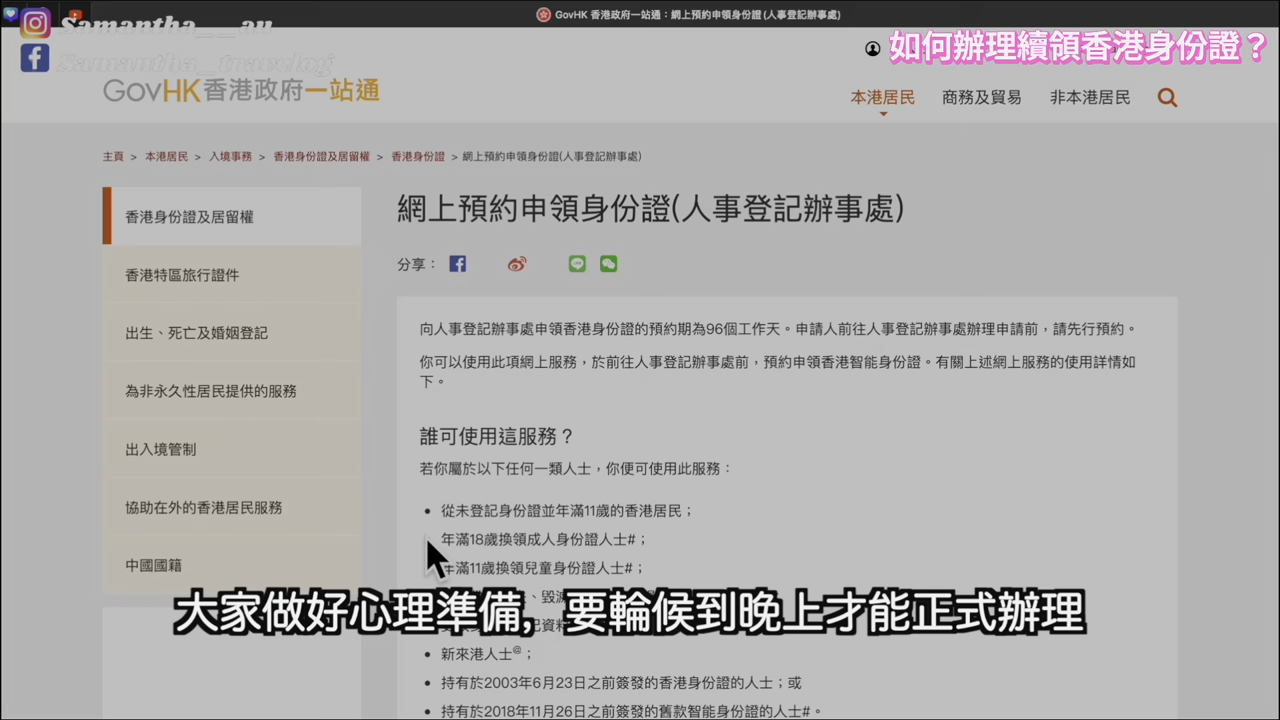 GovHK 香港政府一站通：網上預約申領身份證 (人事登記辦事處)
Samantha__au
Samantha_traveling
如何辦理續領香港身份證？
GovHK香港政府一站通
本港居民 商務及貿易 非本港居民
主頁 > 本港居民 > 入境事務 > 香港身份證及居留權 > 香港身份證 > 網上預約申領身份證(人事登記辦事處)
香港身份證及居留權
香港特區旅行證件
出生、死亡及婚姻登記
為非永久性居民提供的服務
出入境管制
協助在外的香港居民服務
中國國籍
網上預約申領身份證(人事登記辦事處)
分享：
向人事登記辦事處申領香港身份證的預約期為96個工作天。申請人前往人事登記辦事處辦理申請前，請先行預約。
你可以使用此項網上服務，於前往人事登記辦事處前，預約申領香港智能身份證。有關上述網上服務的使用詳情如
下。
誰可使用這服務？
若你屬於以下任何一類人士，你便可使用此服務：
• 從未登記身份證並年滿11歲的香港居民；
年滿18歲換領成人身份證人士#；
年滿11歲換領兒童身份證人士#；
、毀
大家做好心理準備, 要輪候到晚上才能正式辦理
• 新來港人士@；
• 持有於2003年6月23日之前簽發的香港身份證的人士；或
• 持有於2018年11月26日之前簽發的舊款智能身份證的人士#。